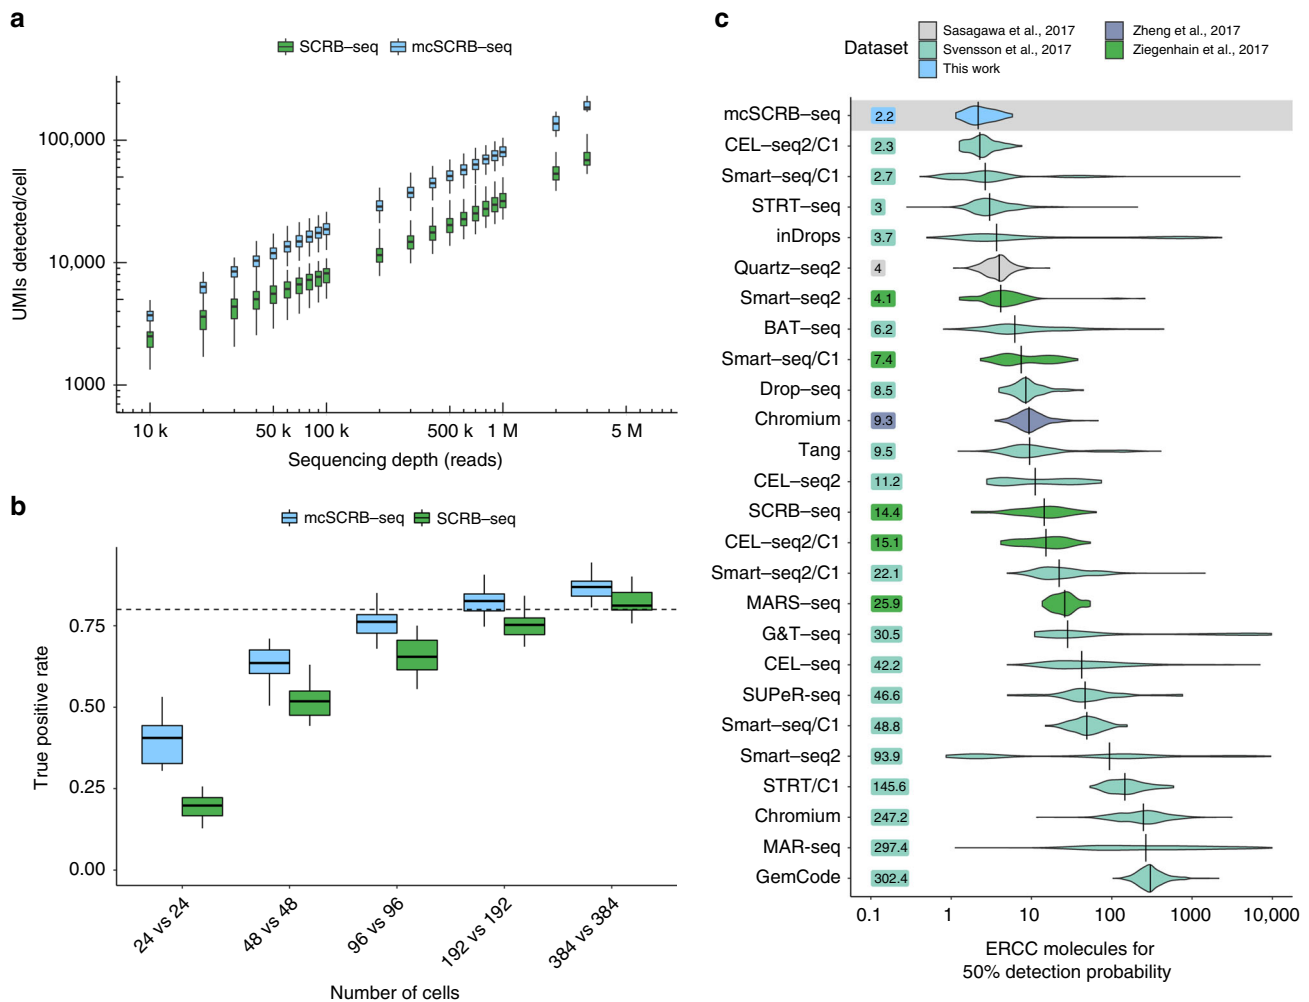 a
SCRB–seq
mcSCRB–seq
UMIs detected/cell
100,000
10,000
1000
10 k
50 k
100 k
500 k
1 M
5 M
Sequencing depth (reads)
b
mcSCRB–seq
SCRB–seq
True positive rate
0.75
0.50
0.25
0.00
24 vs 24
48 vs 48
96 vs 96
192 vs 192
384 vs 384
Number of cells
c
Dataset
Sasagawa et al., 2017
Svensson et al., 2017
This work
Zheng et al., 2017
Ziegenhain et al., 2017
mcSCRB–seq 2.2
CEL–seq2/C1 2.3
Smart–seq/C1 2.7
STRT–seq 3
inDrops 3.7
Quartz–seq2 4
Smart–seq2 4.1
BAT–seq 6.2
Smart–seq/C1 7.4
Drop–seq 8.5
Chromium 9.3
Tang 9.5
CEL–seq2 11.2
SCRB–seq 14.4
CEL–seq2/C1 15.1
Smart–seq2/C1 22.1
MARS–seq 25.9
G&T–seq 30.5
CEL–seq 42.2
SUPeR-seq 46.6
Smart–seq/C1 48.8
Smart–seq2 93.9
STRT/C1 145.6
Chromium 247.2
MAR-seq 297.4
GemCode 302.4
0.1
1
10
100
1000
10,000
ERCC molecules for
50% detection probability